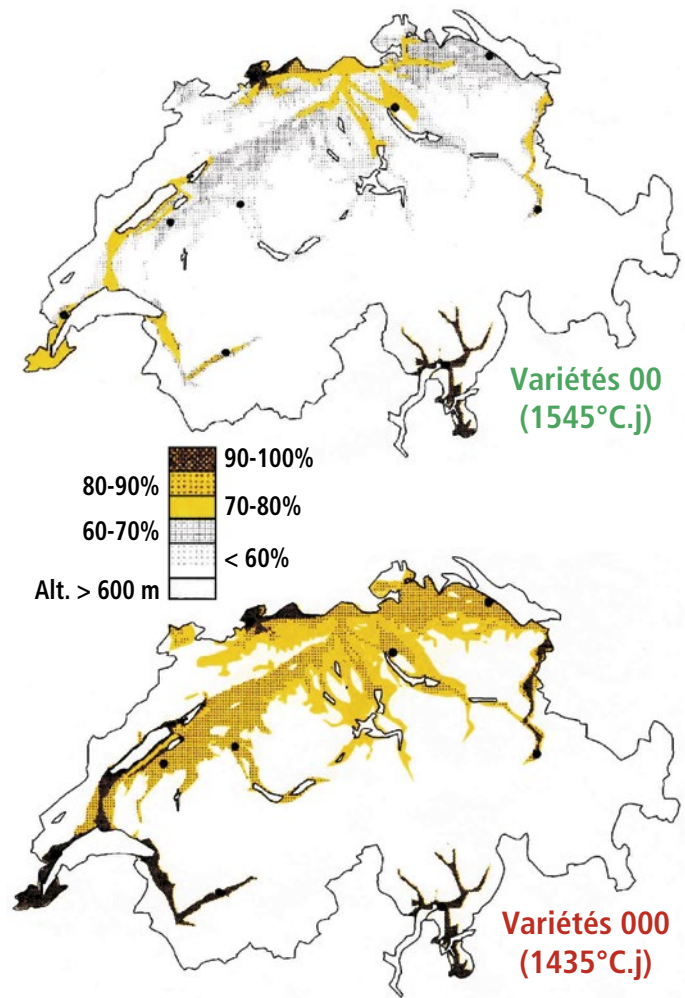 Variétés 00
(1545°C.j)
90-100%
80-90%
70-80%
60-70%
< 60%
Alt. > 600 m
Variétés 000
(1435°C.j)